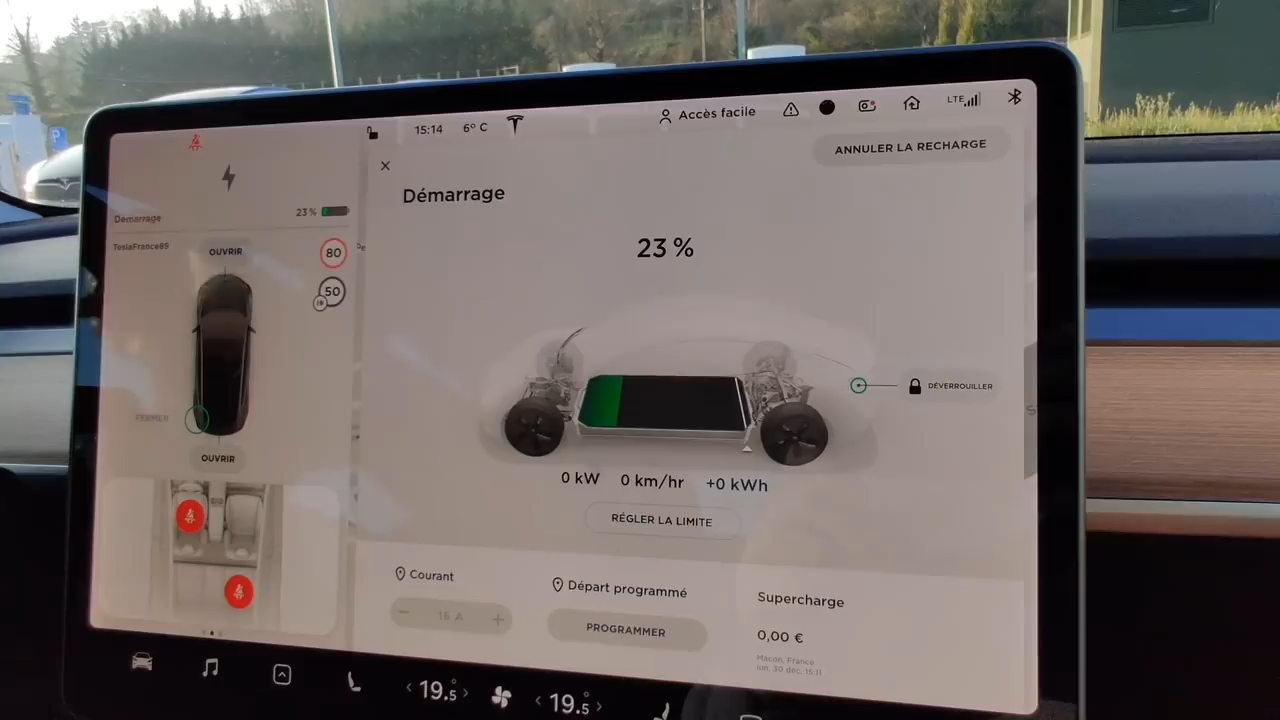 15:14 6° C
Accès facile
LTE
ANNULER LA RECHARGE
Démarrage
23 %
Démarrage
23 %
TeslaFrance69
OUVRIR
80
50
FERMER
OUVRIR
DÉVERROUILLER
0 kW 0 km/hr +0 kWh
RÉGLER LA LIMITE
Courant
− 16 A +
Départ programmé
PROGRAMMER
Supercharge
0,00 €
Macon, France
lun. 30 déc. 15:11
19.5°
19.5°